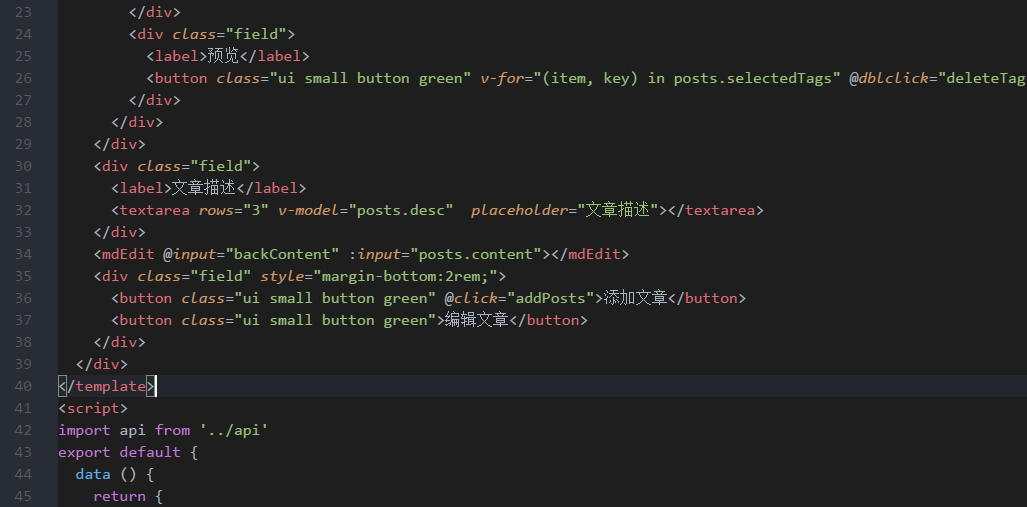 23 </div>
24 <div class="field">
25 <label>预览</label>
26 <button class="ui small button green" v-for="(item, key) in posts.selectedTags" @dblclick="deleteTag
27 </div>
28 </div>
29 </div>
30 <div class="field">
31 <label>文章描述</label>
32 <textarea rows="3" v-model="posts.desc"  placeholder="文章描述"></textarea>
33 </div>
34 <mdEdit @input="backContent" :input="posts.content"></mdEdit>
35 <div class="field" style="margin-bottom:2rem;">
36 <button class="ui small button green" @click="addPosts">添加文章</button>
37 <button class="ui small button green">编辑文章</button>
38 </div>
39 </div>
40 </template>
41 <script>
42 import api from '../api'
43 export default {
44 data () {
45 return {